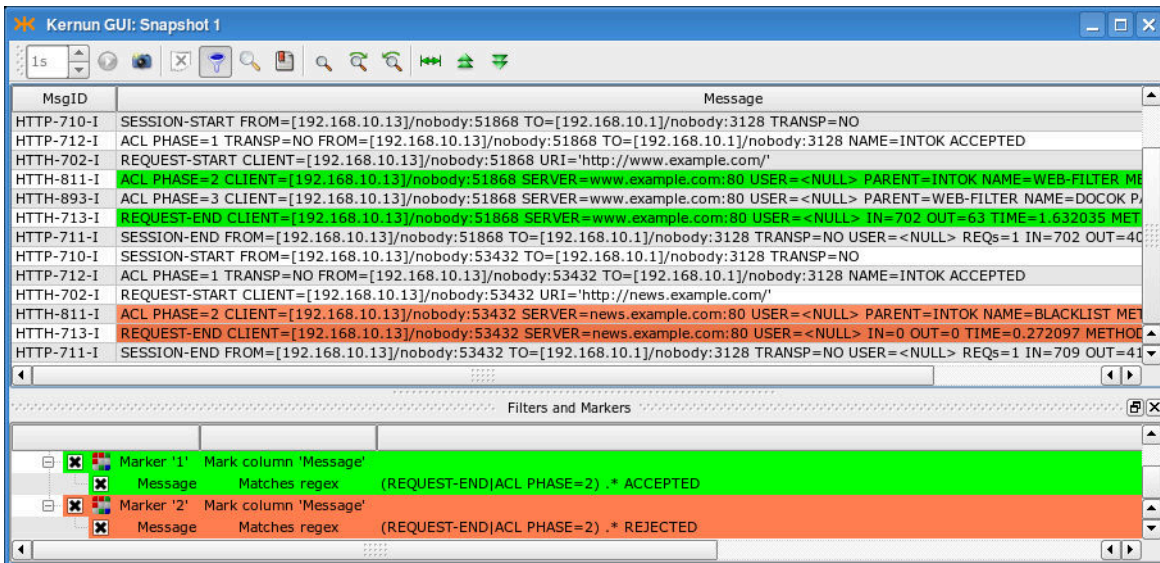 Kernun GUI: Snapshot 1
1s
MsgID Message
HTTP-710-I SESSION-START FROM=[192.168.10.13]/nobody:51868 TO=[192.168.10.1]/nobody:3128 TRANSP=NO
HTTP-712-I ACL PHASE=1 TRANSP=NO FROM=[192.168.10.13]/nobody:51868 TO=[192.168.10.1]/nobody:3128 NAME=INTOK ACCEPTED
HTTH-702-I REQUEST-START CLIENT=[192.168.10.13]/nobody:51868 URI='http://www.example.com/'
HTTH-811-I ACL PHASE=2 CLIENT=[192.168.10.13]/nobody:51868 SERVER=www.example.com:80 USER=<NULL> PARENT=INTOK NAME=WEB-FILTER ME
HTTH-893-I ACL PHASE=3 CLIENT=[192.168.10.13]/nobody:51868 SERVER=www.example.com:80 USER=<NULL> PARENT=WEB-FILTER NAME=DOCOK PA
HTTH-713-I REQUEST-END CLIENT=[192.168.10.13]/nobody:51868 SERVER=www.example.com:80 USER=<NULL> IN=702 OUT=63 TIME=1.632035 MET
HTTP-711-I SESSION-END FROM=[192.168.10.13]/nobody:51868 TO=[192.168.10.1]/nobody:3128 TRANSP=NO USER=<NULL> REQs=1 IN=702 OUT=40
HTTP-710-I SESSION-START FROM=[192.168.10.13]/nobody:53432 TO=[192.168.10.1]/nobody:3128 TRANSP=NO
HTTP-712-I ACL PHASE=1 TRANSP=NO FROM=[192.168.10.13]/nobody:53432 TO=[192.168.10.1]/nobody:3128 NAME=INTOK ACCEPTED
HTTH-702-I REQUEST-START CLIENT=[192.168.10.13]/nobody:53432 URI='http://news.example.com/'
HTTH-811-I ACL PHASE=2 CLIENT=[192.168.10.13]/nobody:53432 SERVER=news.example.com:80 USER=<NULL> PARENT=INTOK NAME=BLACKLIST MET
HTTH-713-I REQUEST-END CLIENT=[192.168.10.13]/nobody:53432 SERVER=news.example.com:80 USER=<NULL> IN=0 OUT=0 TIME=0.272097 METHOD
HTTP-711-I SESSION-END FROM=[192.168.10.13]/nobody:53432 TO=[192.168.10.1]/nobody:3128 TRANSP=NO USER=<NULL> REQs=1 IN=709 OUT=41
Filters and Markers
Marker '1' Mark column 'Message'
Message Matches regex (REQUEST-END|ACL PHASE=2) .* ACCEPTED
Marker '2' Mark column 'Message'
Message Matches regex (REQUEST-END|ACL PHASE=2) .* REJECTED